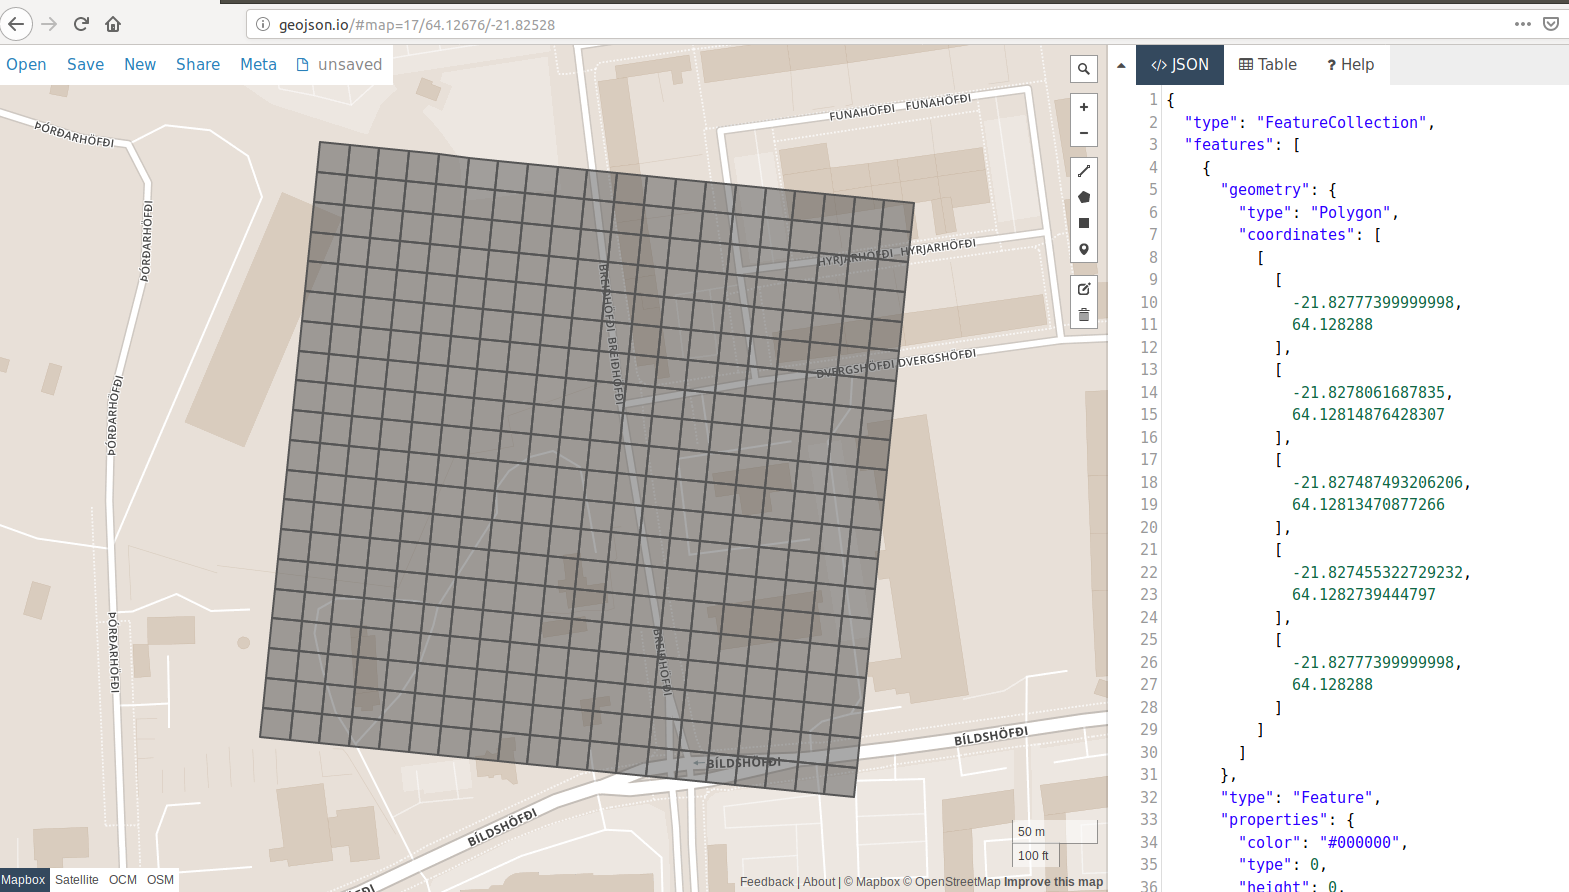 geojson.io/#map=17/64.12676/-21.82528
Open Save New Share Meta unsaved
JSON Table ? Help
ÞÓRÐARHÖFÐI
ÞÓRÐARHÖFÐI
ÞÓRÐARHÖFÐI
ÞÓRÐARHÖFÐI
FUNAHÖFÐI FUNAHÖFÐI
HYRJARHÖFÐI HYRJARHÖFÐI
BREIÐHÖFÐI BREIÐHÖFÐI
DVERGSHÖFÐI DVERGSHÖFÐI
BREIÐHÖFÐI
BÍLDSHÖFÐI
← BÍLDSHÖFÐI
BÍLDSHÖFÐI
+
−
50 m
100 ft
Mapbox Satellite OCM OSM
Feedback | About | © Mapbox © OpenStreetMap Improve this map
1 {
2 "type": "FeatureCollection",
3 "features": [
4 {
5 "geometry": {
6 "type": "Polygon",
7 "coordinates": [
8 [
9 [
10 -21.82777399999998,
11 64.128288
12 ],
13 [
14 -21.8278061687835,
15 64.12814876428307
16 ],
17 [
18 -21.827487493206206,
19 64.12813470877266
20 ],
21 [
22 -21.827455322729232,
23 64.1282739444797
24 ],
25 [
26 -21.82777399999998,
27 64.128288
28 ]
29 ]
30 ]
31 },
32 "type": "Feature",
33 "properties": {
34 "color": "#000000",
35 "type": 0,
36 "height": 0,